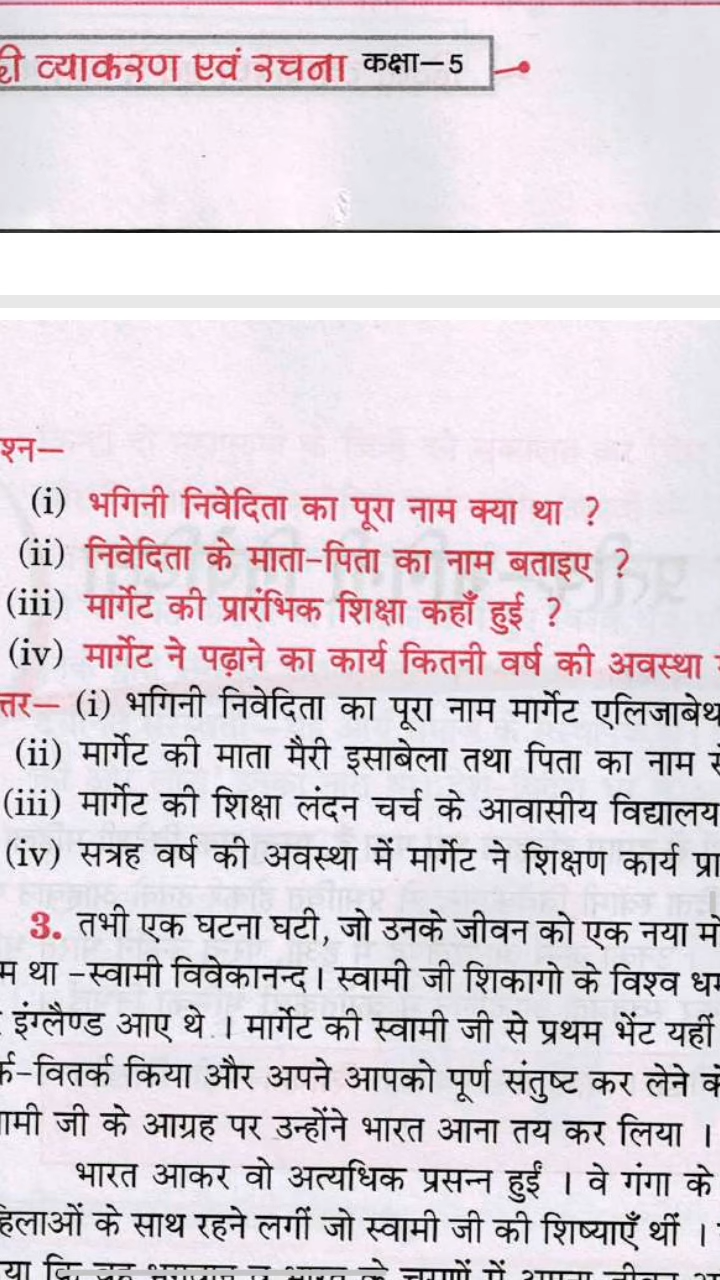 व्याकरण एवं रचना कक्षा–5
(i) भगिनी निवेदिता का पूरा नाम क्या था ?
(ii) निवेदिता के माता-पिता का नाम बताइए ?
(iii) मार्गेट की प्रारंभिक शिक्षा कहाँ हुई ?
(iv) मार्गेट ने पढ़ाने का कार्य कितनी वर्ष की अवस्था
(i) भगिनी निवेदिता का पूरा नाम मार्गेट एलिजाबेथ
(ii) मार्गेट की माता मैरी इसाबेला तथा पिता का नाम
(iii) मार्गेट की शिक्षा लंदन चर्च के आवासीय विद्यालय
(iv) सत्रह वर्ष की अवस्था में मार्गेट ने शिक्षण कार्य
3. तभी एक घटना घटी, जो उनके जीवन को एक नया
था –स्वामी विवेकानन्द। स्वामी जी शिकागो के विश्व
इंग्लैण्ड आए थे । मार्गेट की स्वामी जी से प्रथम भेंट यहीं
वितर्क किया और अपने आपको पूर्ण संतुष्ट कर लेने
जी के आग्रह पर उन्होंने भारत आना तय कर लिया ।
भारत आकर वो अत्यधिक प्रसन्न हुईं । वे गंगा के
के साथ रहने लगीं जो स्वामी जी की शिष्याएँ थीं ।